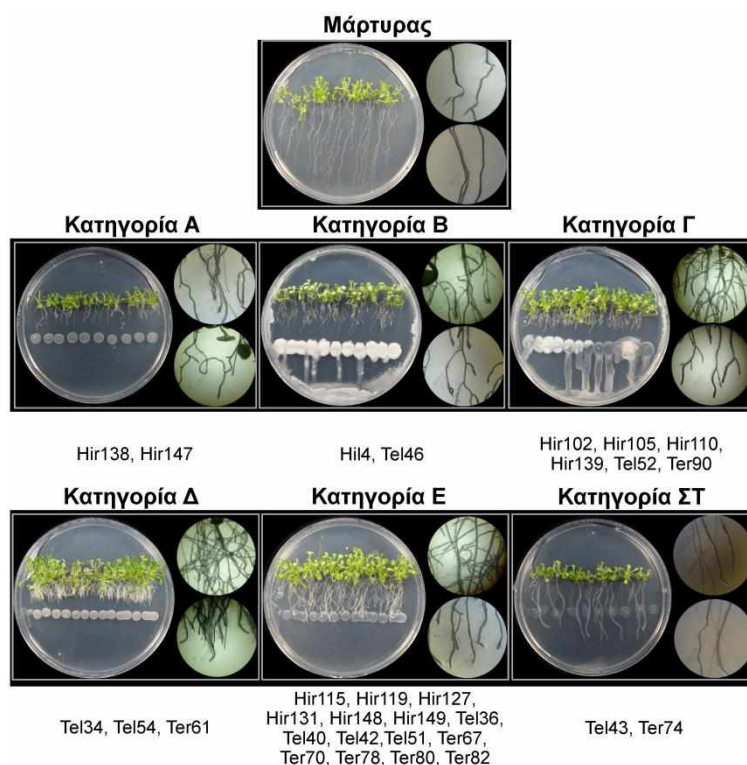 Μάρτυρας
Κατηγορία Α
Κατηγορία Β
Κατηγορία Γ
Hir138, Hir147
Hil4, Tel46
Hir102, Hir105, Hir110,
Hir139, Tel52, Ter90
Κατηγορία Δ
Κατηγορία Ε
Κατηγορία ΣΤ
Tel34, Tel54, Ter61
Hir115, Hir119, Hir127,
Hir131, Hir148, Hir149, Tel36,
Tel40, Tel42,Tel51, Ter67,
Ter70, Ter78, Ter80, Ter82
Tel43, Ter74